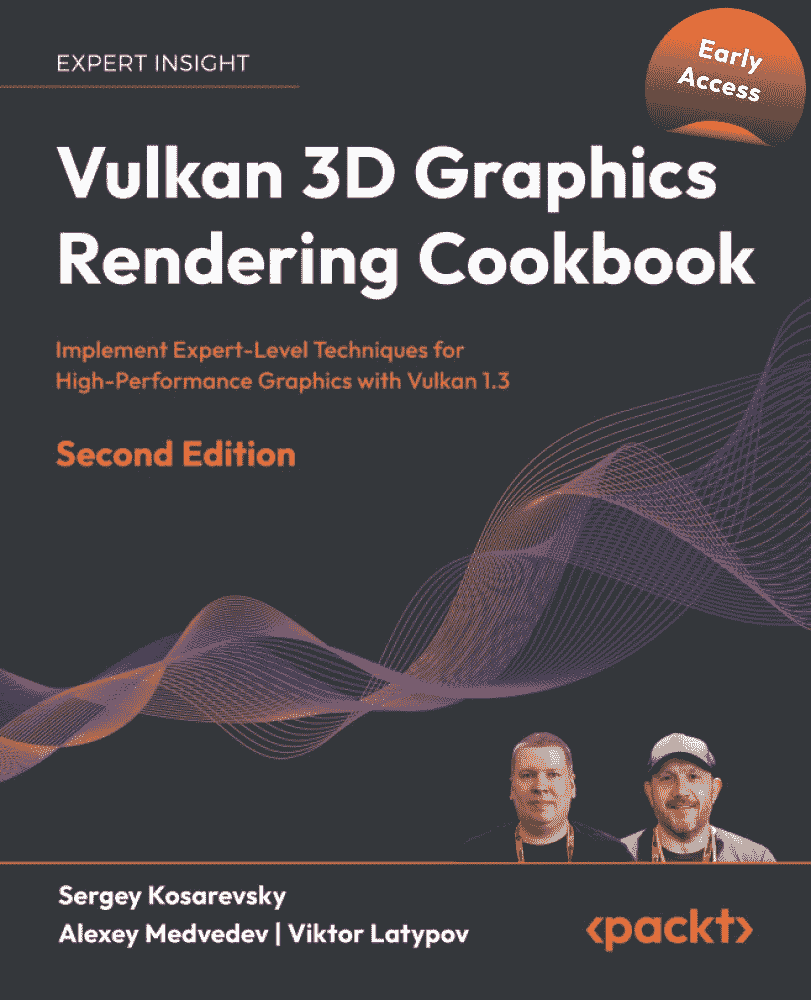 EXPERT INSIGHT
Early
Access
Vulkan 3D Graphics
Rendering Cookbook
Implement Expert-Level Techniques for
High-Performance Graphics with Vulkan 1.3
Second Edition
Sergey Kosarevsky
Alexey Medvedev | Viktor Latypov
<packt>